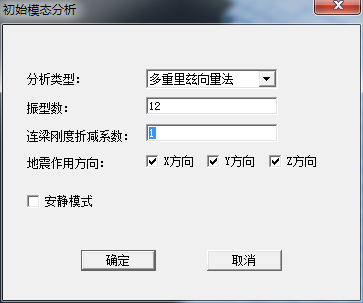 初始模态分析
分析类型： 多重里兹向量法
振型数： 12
连梁刚度折减系数： 1
地震作用方向： X方向 Y方向 Z方向
安静模式
确定 取消